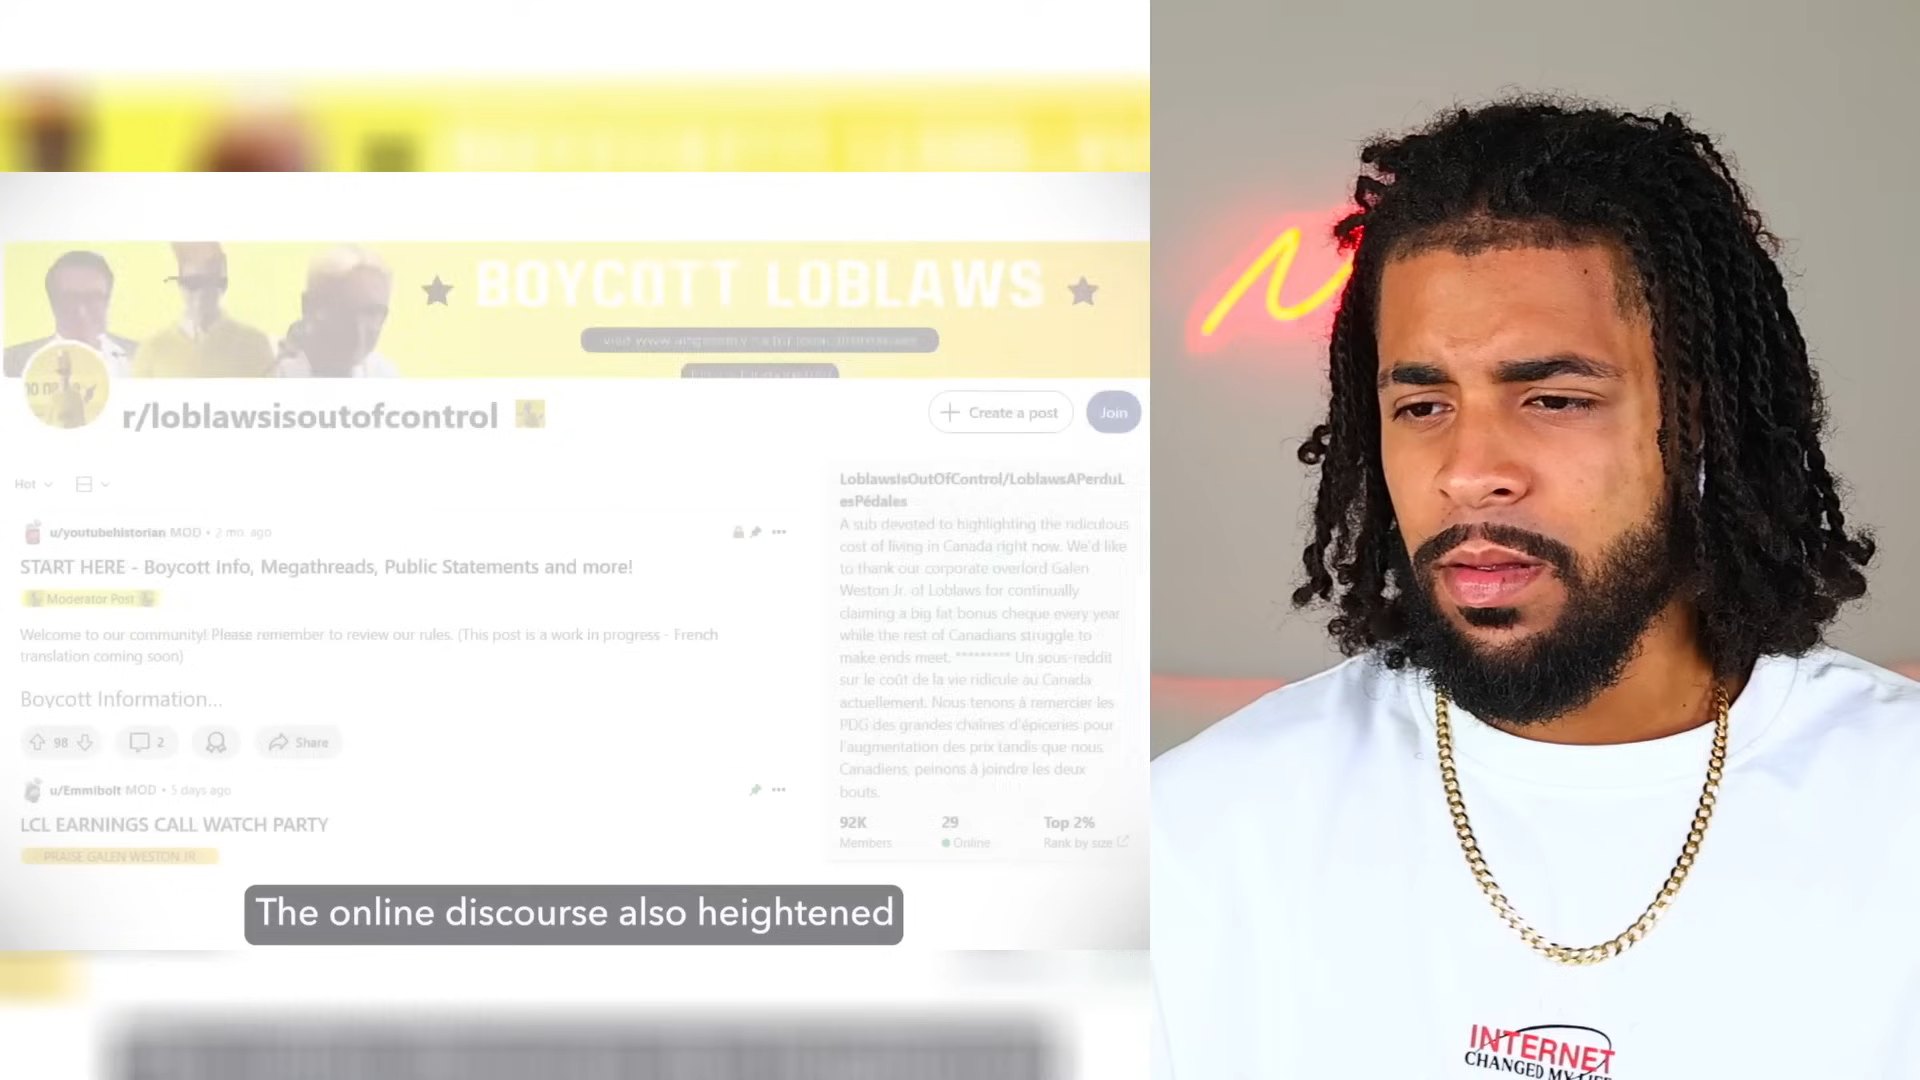 BOYCOTT LOBLAWS
r/loblawsisoutofcontrol
Create a post
Join
Hot
u/youtubehistorian MOD • 2 mo. ago
START HERE - Boycott Info, Megathreads, Public Statements and more!
Moderator Post
Welcome to our community! Please remember to review our rules. (This post is a work in progress - French
translation coming soon)
Boycott Information...
98
2
Share
u/Emmibolt MOD • 5 days ago
LCL EARNINGS CALL WATCH PARTY
PRAISE GALEN WESTON JR
LoblawsIsOutOfControl/LoblawsAPerduL
esPédales
A sub devoted to highlighting the ridiculous
cost of living in Canada right now. We'd like
to thank our corporate overlord Galen
Weston Jr. of Loblaws for continually
claiming a big fat bonus cheque every year
while the rest of Canadians struggle to
make ends meet. ********* Un sous-reddit
sur le coût de la vie ridicule au Canada
actuellement. Nous tenons à remercier les
PDG des grandes chaînes d'épiceries pour
l'augmentation des prix tandis que nous,
Canadiens, peinons à joindre les deux
bouts.
92K
29
Top 2%
Members
Online
Rank by size
The online discourse also heightened
INTERNET
CHANGED MY LIFE